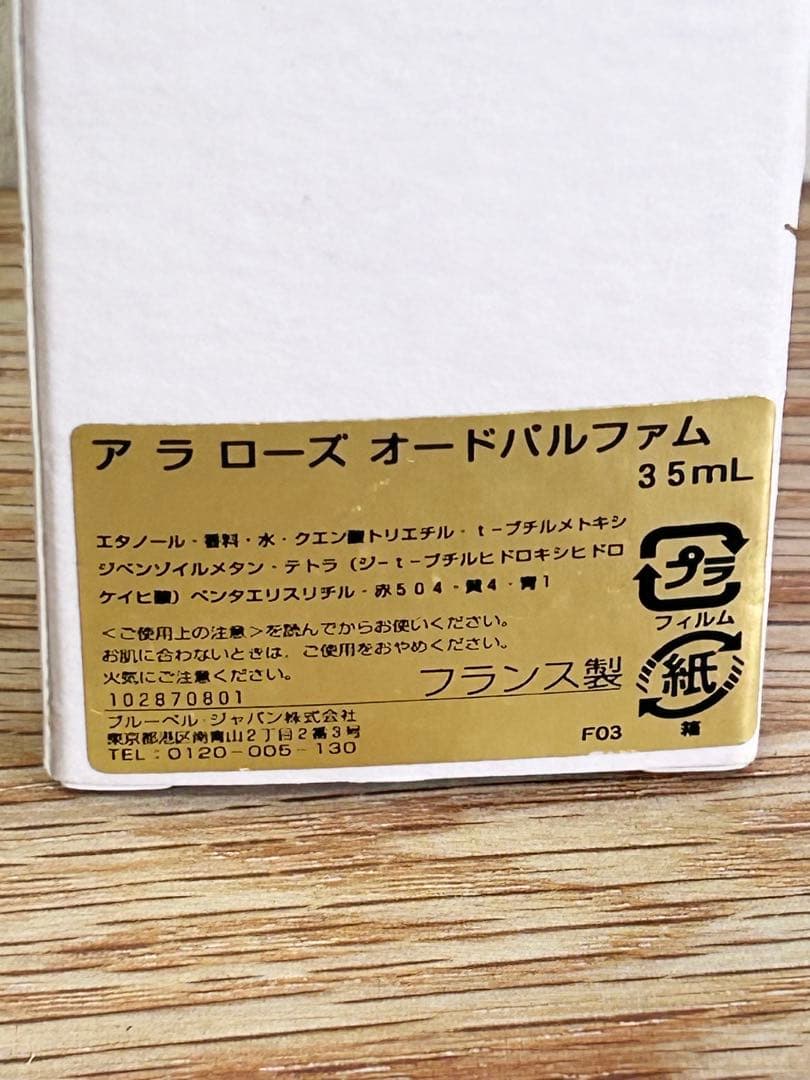 ア ラ ローズ オードパルファム
35mL
エタノール・香料・水・クエン酸トリエチル・t-ブチルメトキシ
ジベンゾイルメタン・テトラ(ジ-t-ブチルヒドロキシヒドロ
ケイヒ酸)ペンタエリスリチル・赤504・黄4・青1
<ご使用上の注意>を読んでからお使いください。
お肌に合わないときは、ご使用をおやめください。
火気にご注意ください。
フランス製
102870801
ブルーベル・ジャパン株式会社
東京都港区南青山2丁目2番3号
TEL:0120-005-130
F03
プラ
フィルム
紙
箱